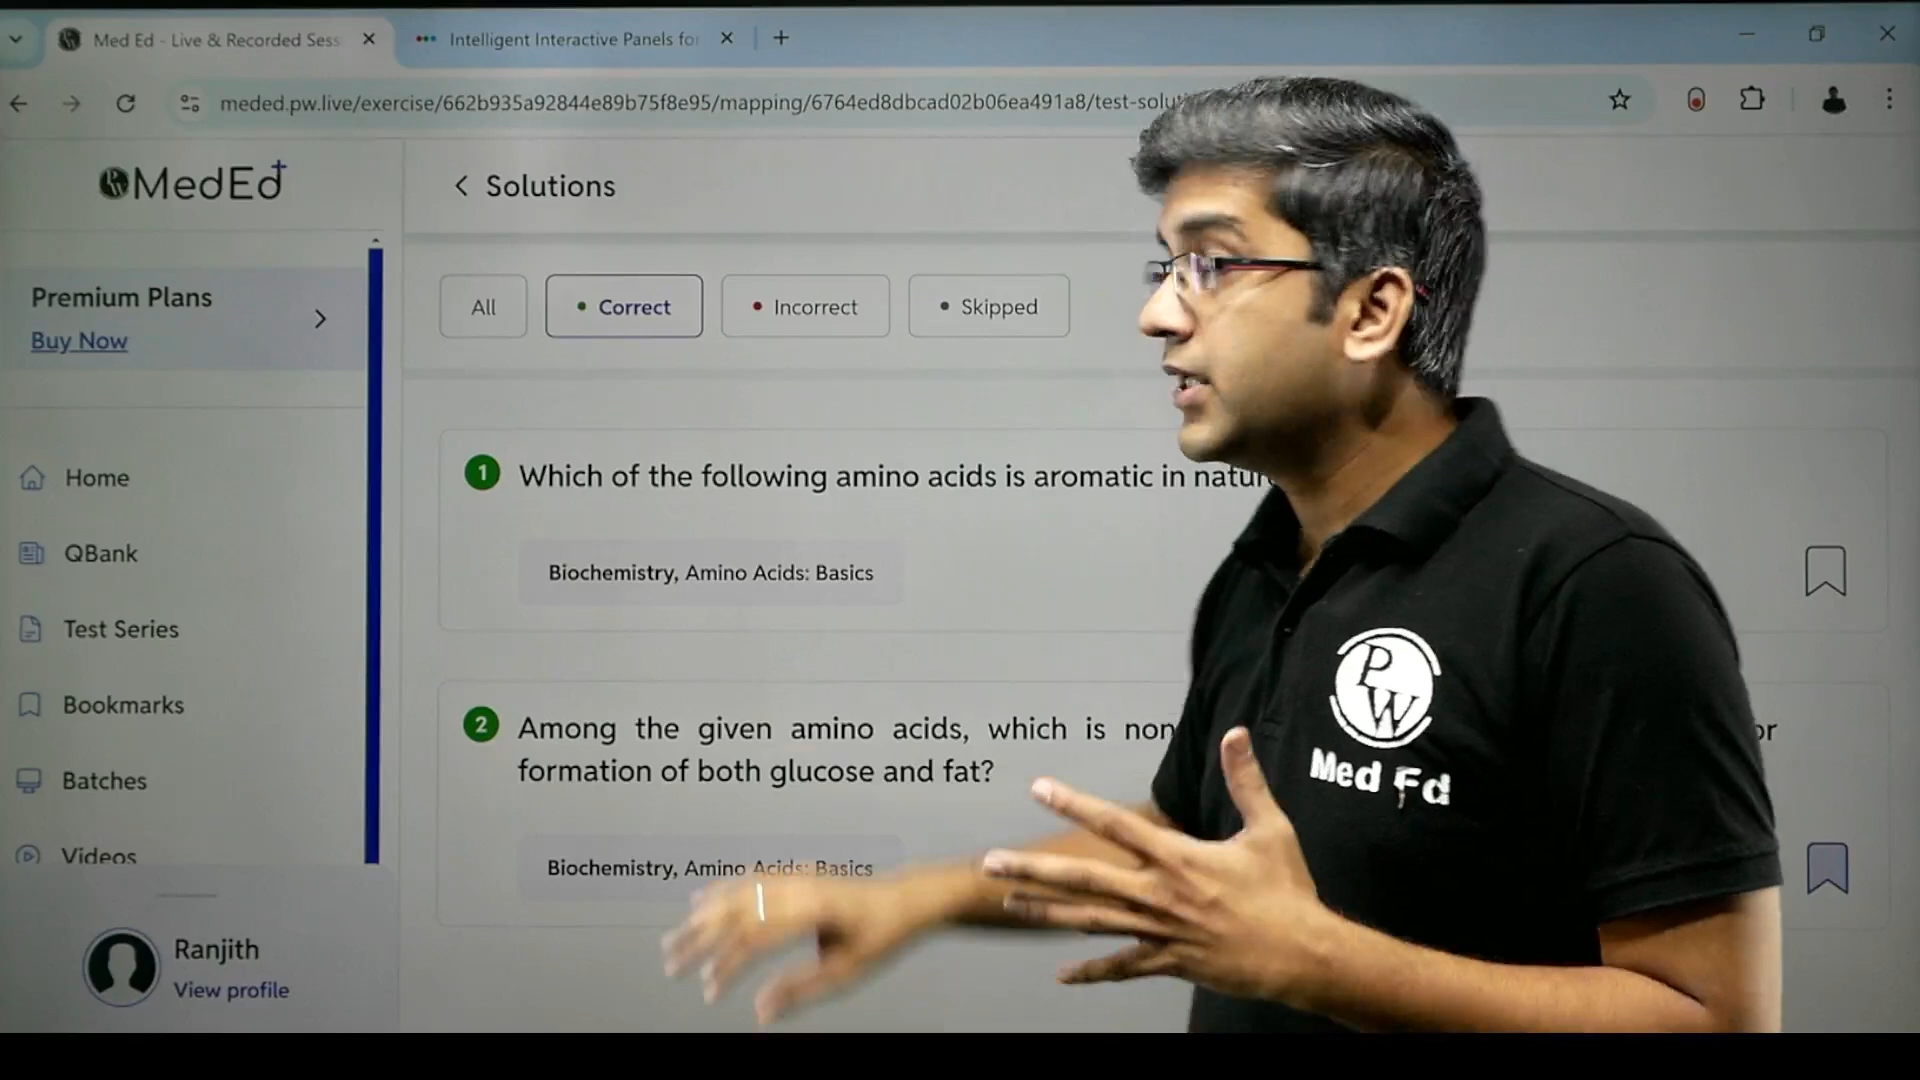 Med Ed - Live & Recorded Sess
Intelligent Interactive Panels for
meded.pw.live/exercise/662b935a92844e89b75f8e95/mapping/6764ed8dbcad02b06ea491a8/test-solu
MedEd+
Solutions
Premium Plans
Buy Now
All
Correct
Incorrect
Skipped
Home
QBank
Test Series
Bookmarks
Batches
Videos
Ranjith
View profile
1 Which of the following amino acids is aromatic in natur
Biochemistry, Amino Acids: Basics
2 Among the given amino acids, which is non
or
formation of both glucose and fat?
Biochemistry, Amino Acids: Basics
PW
Med Ed